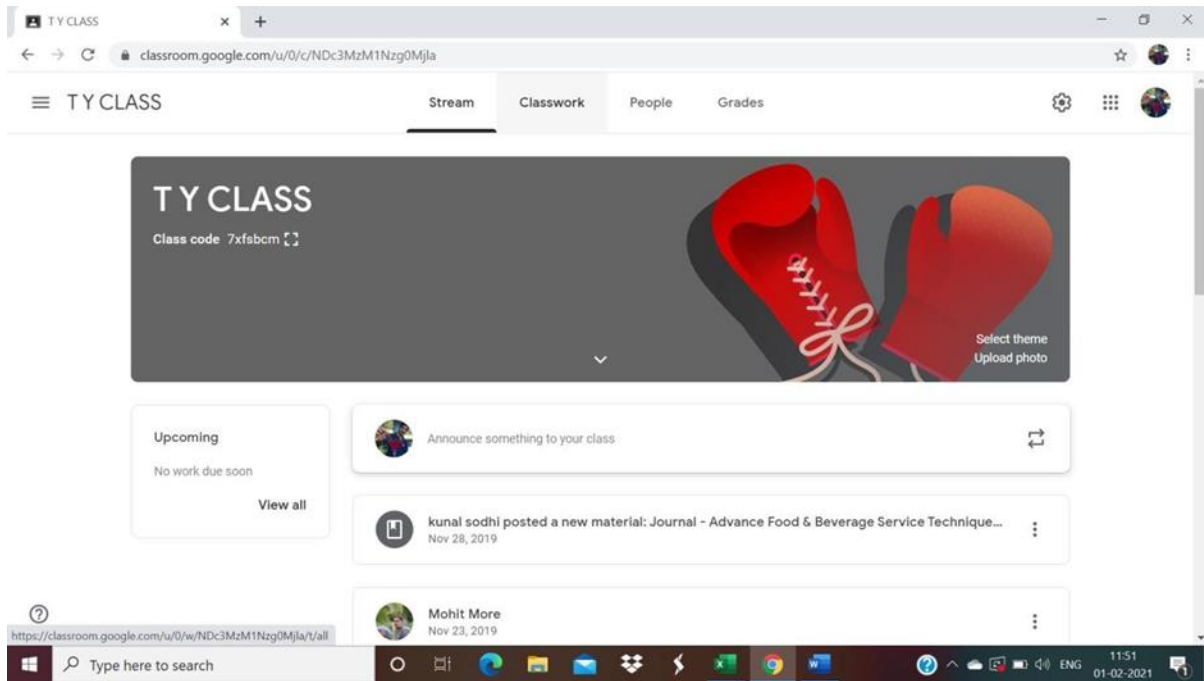 T Y CLASS
classroom.google.com/u/0/c/NDc3MzM1Nzg0Mjla
T Y CLASS
Stream Classwork People Grades
T Y CLASS
Class code 7xfsbcm
Select theme
Upload photo
Upcoming
No work due soon
View all
Announce something to your class
kunal sodhi posted a new material: Journal - Advance Food & Beverage Service Technique...
Nov 28, 2019
Mohit More
Nov 23, 2019
https://classroom.google.com/u/0/w/NDc3MzM1Nzg0Mjla/t/all
Type here to search
ENG
11:51
01-02-2021